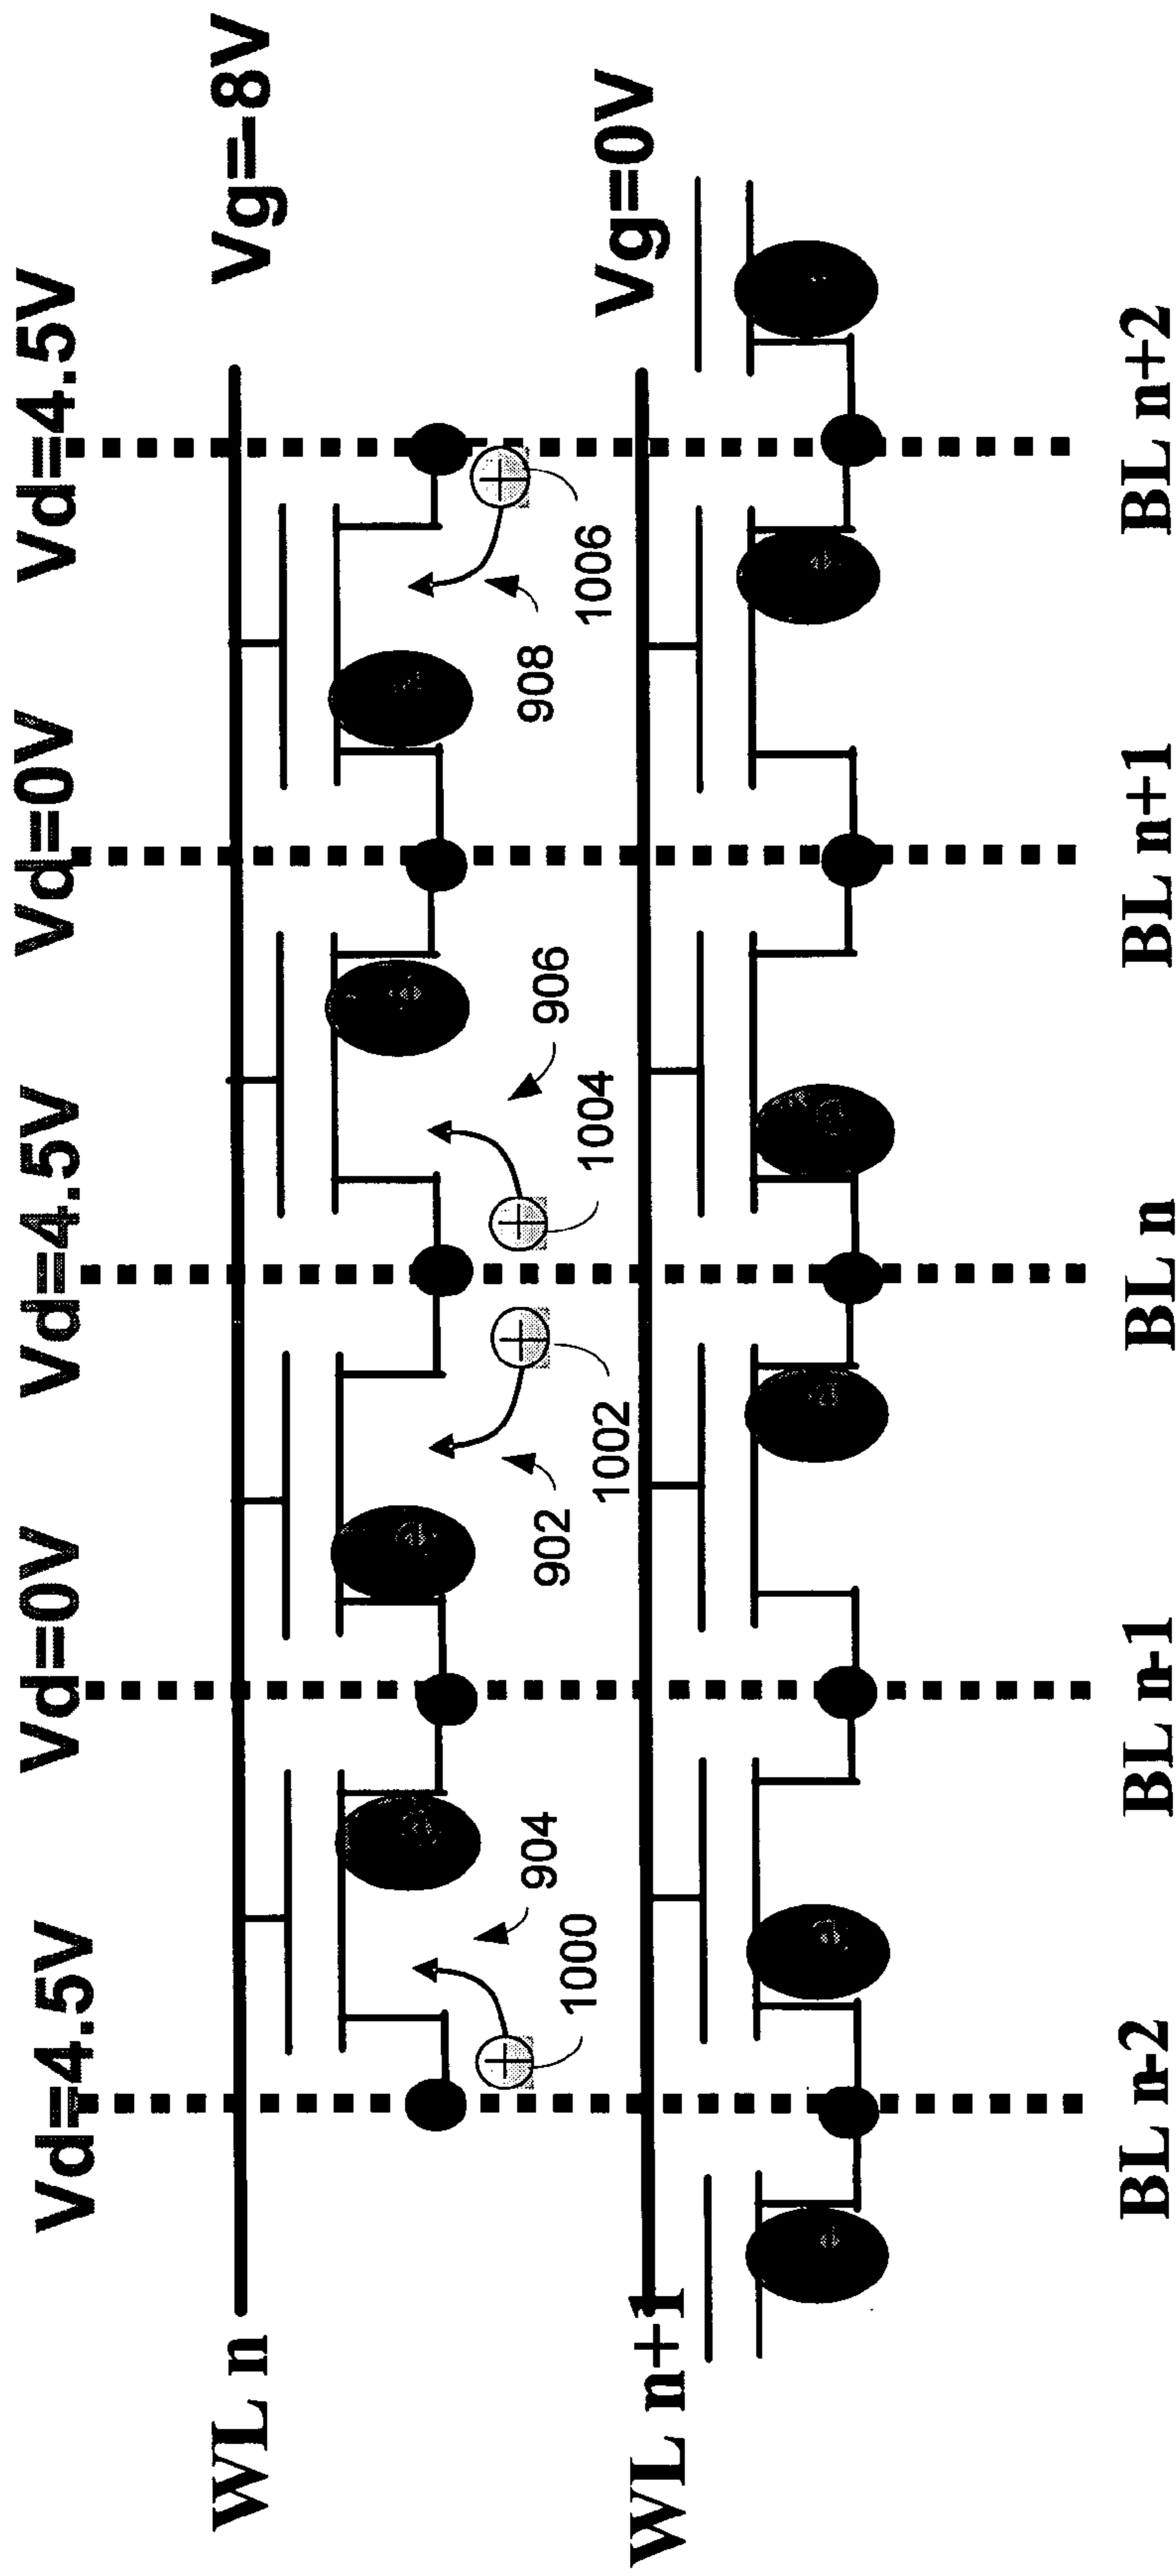 Vd=4.5V Vd=0V Vd=4.5V Vd=0V Vd=4.5V
WL n Vg=-8V
904 902 906 908
1000 1002 1004 1006
WL n+1 Vg=0V
BL n-2 BL n-1 BL n BL n+1 BL n+2